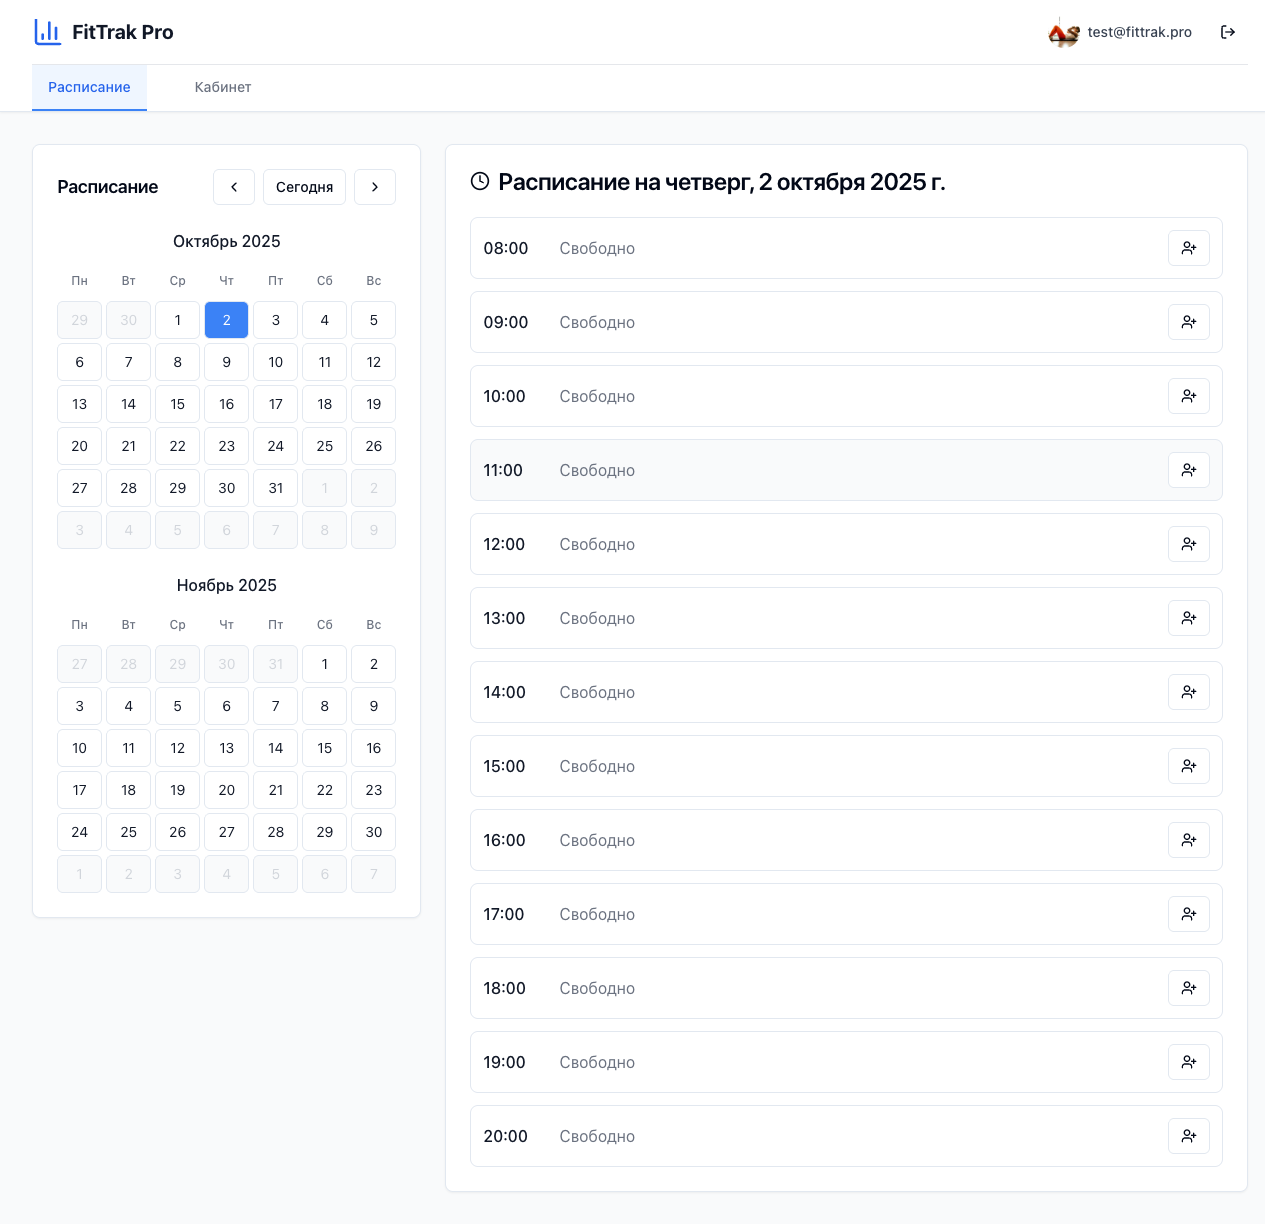 FitTrak Pro
test@fittrak.pro
Расписание Кабинет
Расписание
Сегодня
Октябрь 2025
Пн Вт Ср Чт Пт Сб Вс
29 30 1 2 3 4 5
6 7 8 9 10 11 12
13 14 15 16 17 18 19
20 21 22 23 24 25 26
27 28 29 30 31 1 2
3 4 5 6 7 8 9
Ноябрь 2025
Пн Вт Ср Чт Пт Сб Вс
27 28 29 30 31 1 2
3 4 5 6 7 8 9
10 11 12 13 14 15 16
17 18 19 20 21 22 23
24 25 26 27 28 29 30
1 2 3 4 5 6 7
Расписание на четверг, 2 октября 2025 г.
08:00 Свободно
09:00 Свободно
10:00 Свободно
11:00 Свободно
12:00 Свободно
13:00 Свободно
14:00 Свободно
15:00 Свободно
16:00 Свободно
17:00 Свободно
18:00 Свободно
19:00 Свободно
20:00 Свободно